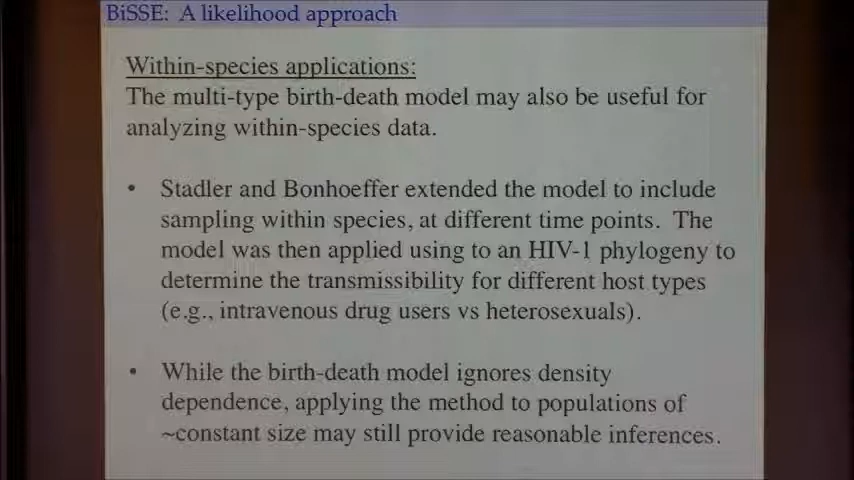 BiSSE: A likelihood approach
Within-species applications:
The multi-type birth-death model may also be useful for
analyzing within-species data.
• Stadler and Bonhoeffer extended the model to include
sampling within species, at different time points. The
model was then applied using to an HIV-1 phylogeny to
determine the transmissibility for different host types
(e.g., intravenous drug users vs heterosexuals).
• While the birth-death model ignores density
dependence, applying the method to populations of
~constant size may still provide reasonable inferences.